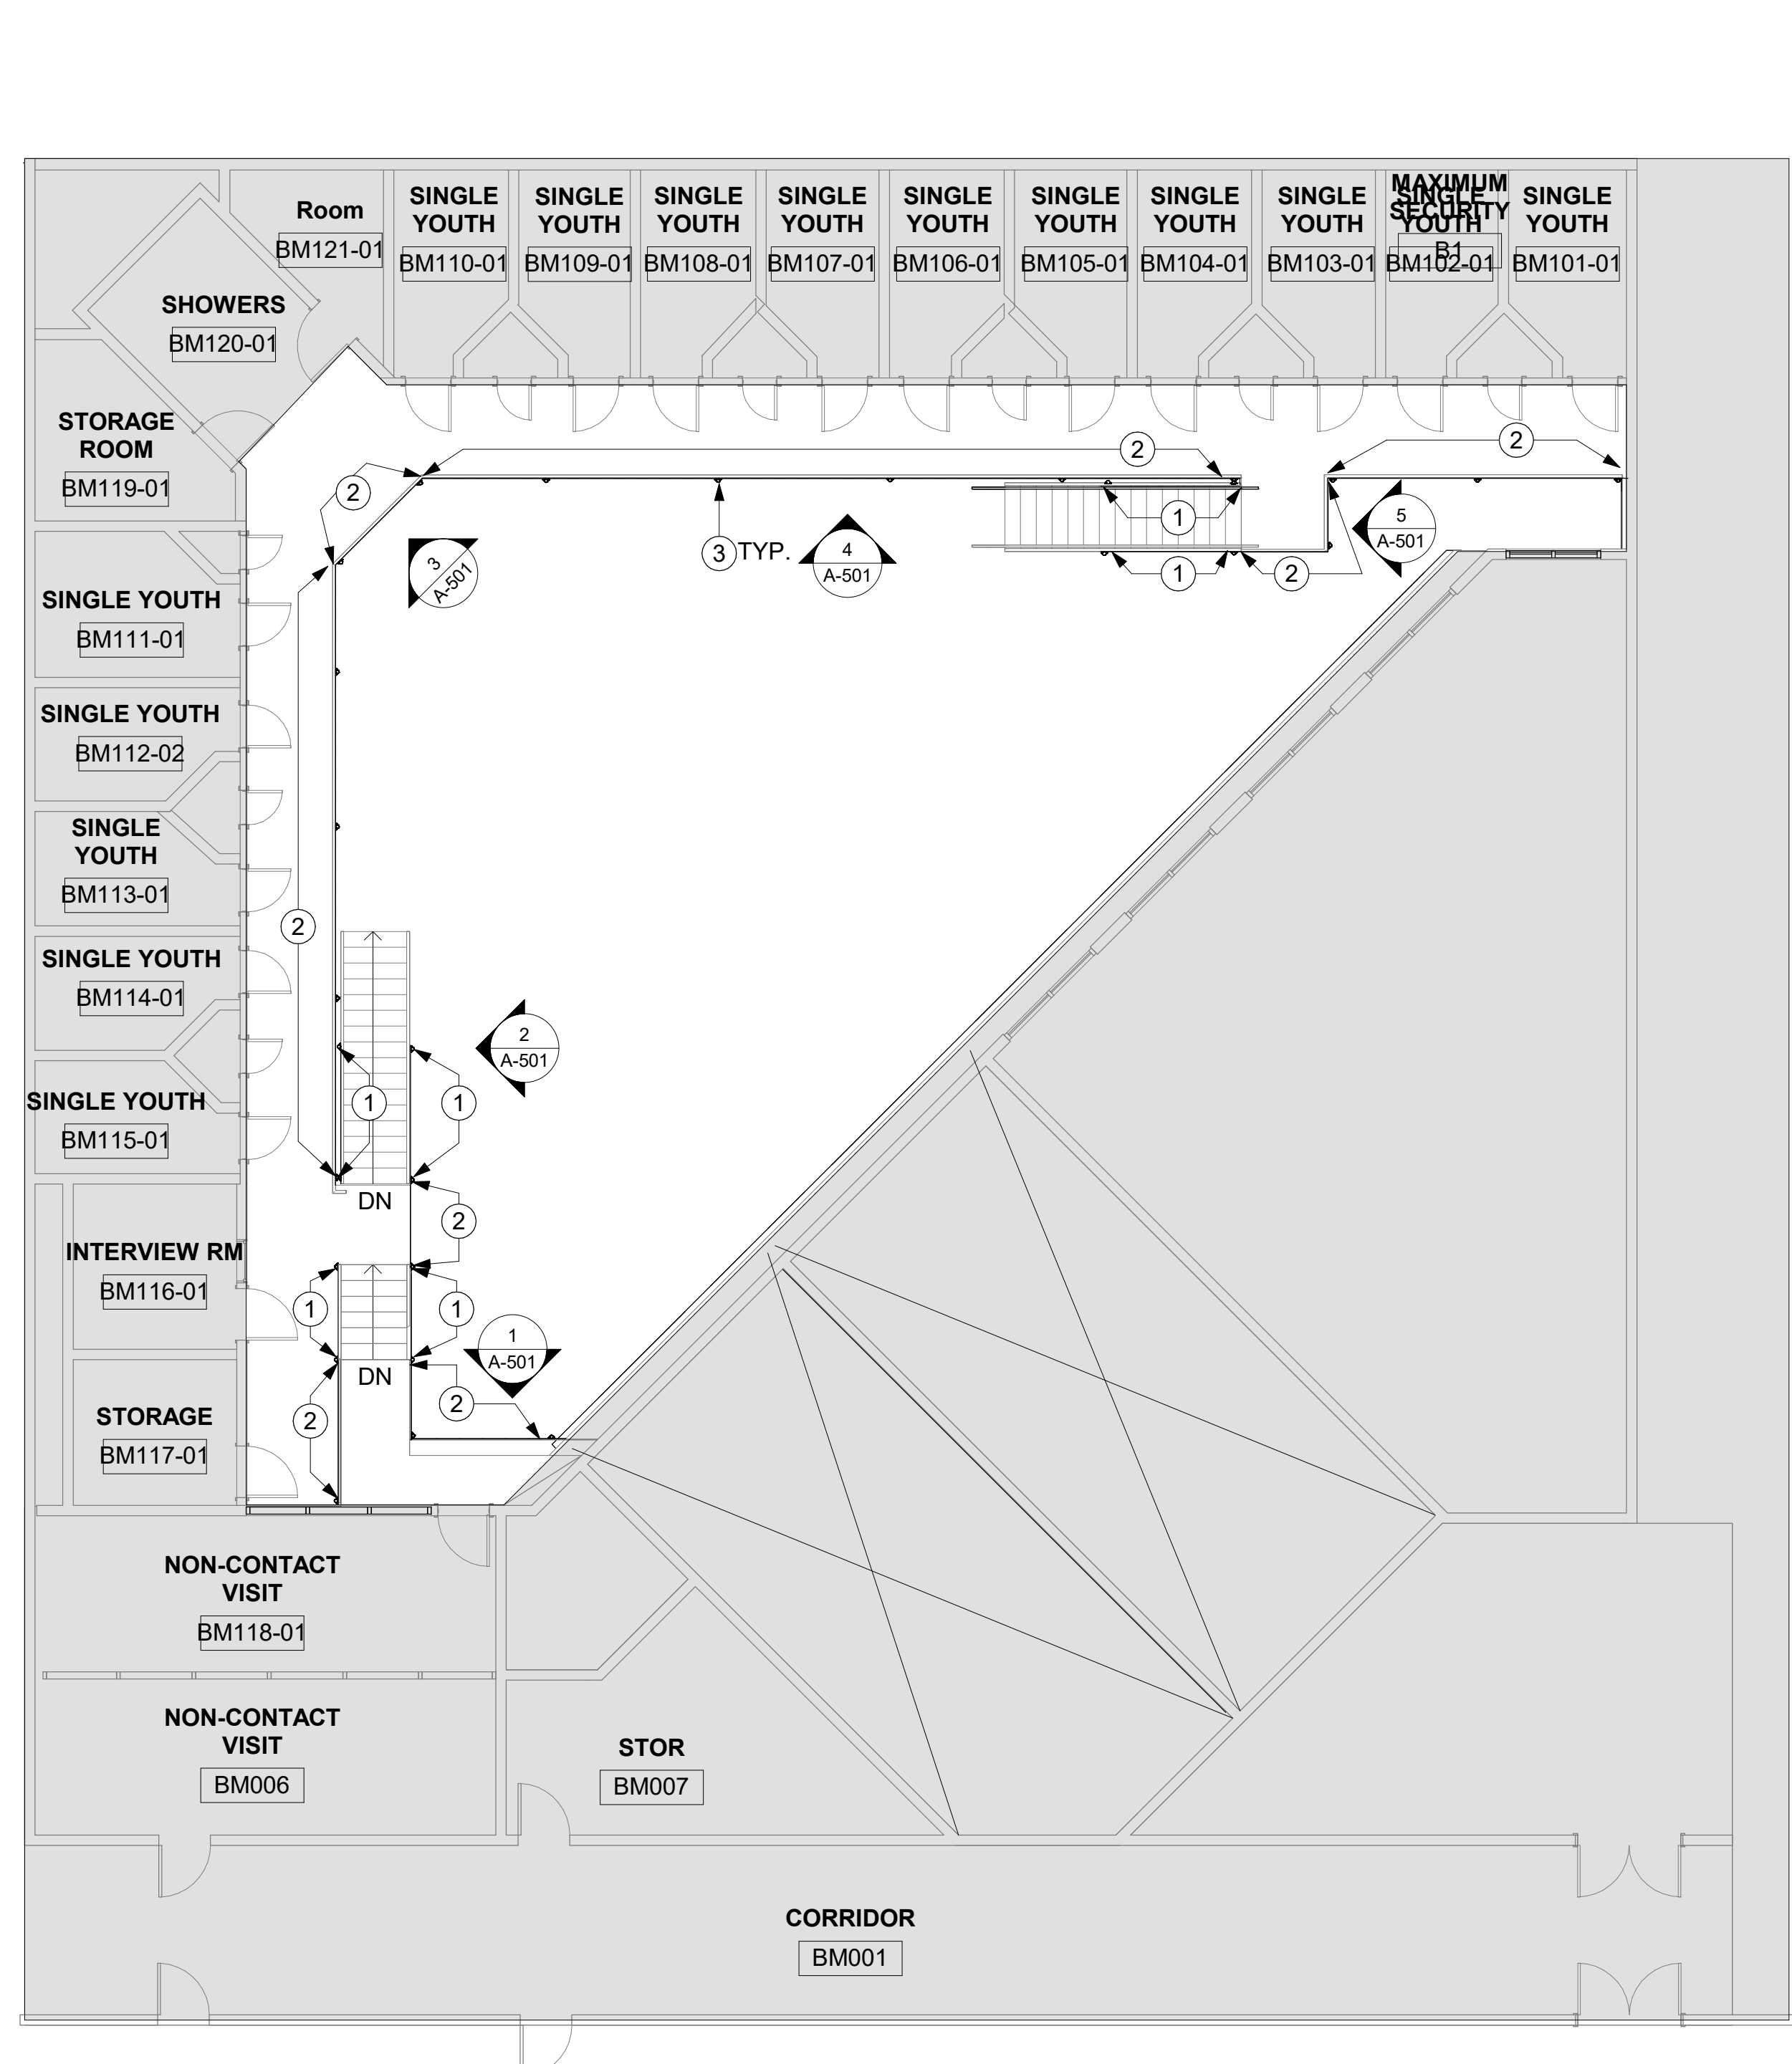 SINGLE
YOUTH
BM110-01
SINGLE
YOUTH
BM109-01
SINGLE
YOUTH
BM108-01
SINGLE
YOUTH
BM107-01
SINGLE
YOUTH
BM106-01
SINGLE
YOUTH
BM105-01
SINGLE
YOUTH
BM104-01
SINGLE
YOUTH
BM103-01
MAXIMUM
SECURITY
B1
SINGLE
YOUTH
BM102-01
SINGLE
YOUTH
BM101-01
Room
BM121-01
SHOWERS
BM120-01
STORAGE
ROOM
BM119-01
2
2
2
1
1
2
3 TYP.
3
A-501
4
A-501
5
A-501
SINGLE YOUTH
BM111-01
SINGLE YOUTH
BM112-02
SINGLE
YOUTH
BM113-01
2
SINGLE YOUTH
BM114-01
2
A-501
SINGLE YOUTH
BM115-01
1
1
DN
2
INTERVIEW RM
BM116-01
1
1
1
A-501
DN
2
2
STORAGE
BM117-01
NON-CONTACT
VISIT
BM118-01
NON-CONTACT
VISIT
BM006
STOR
BM007
CORRIDOR
BM001